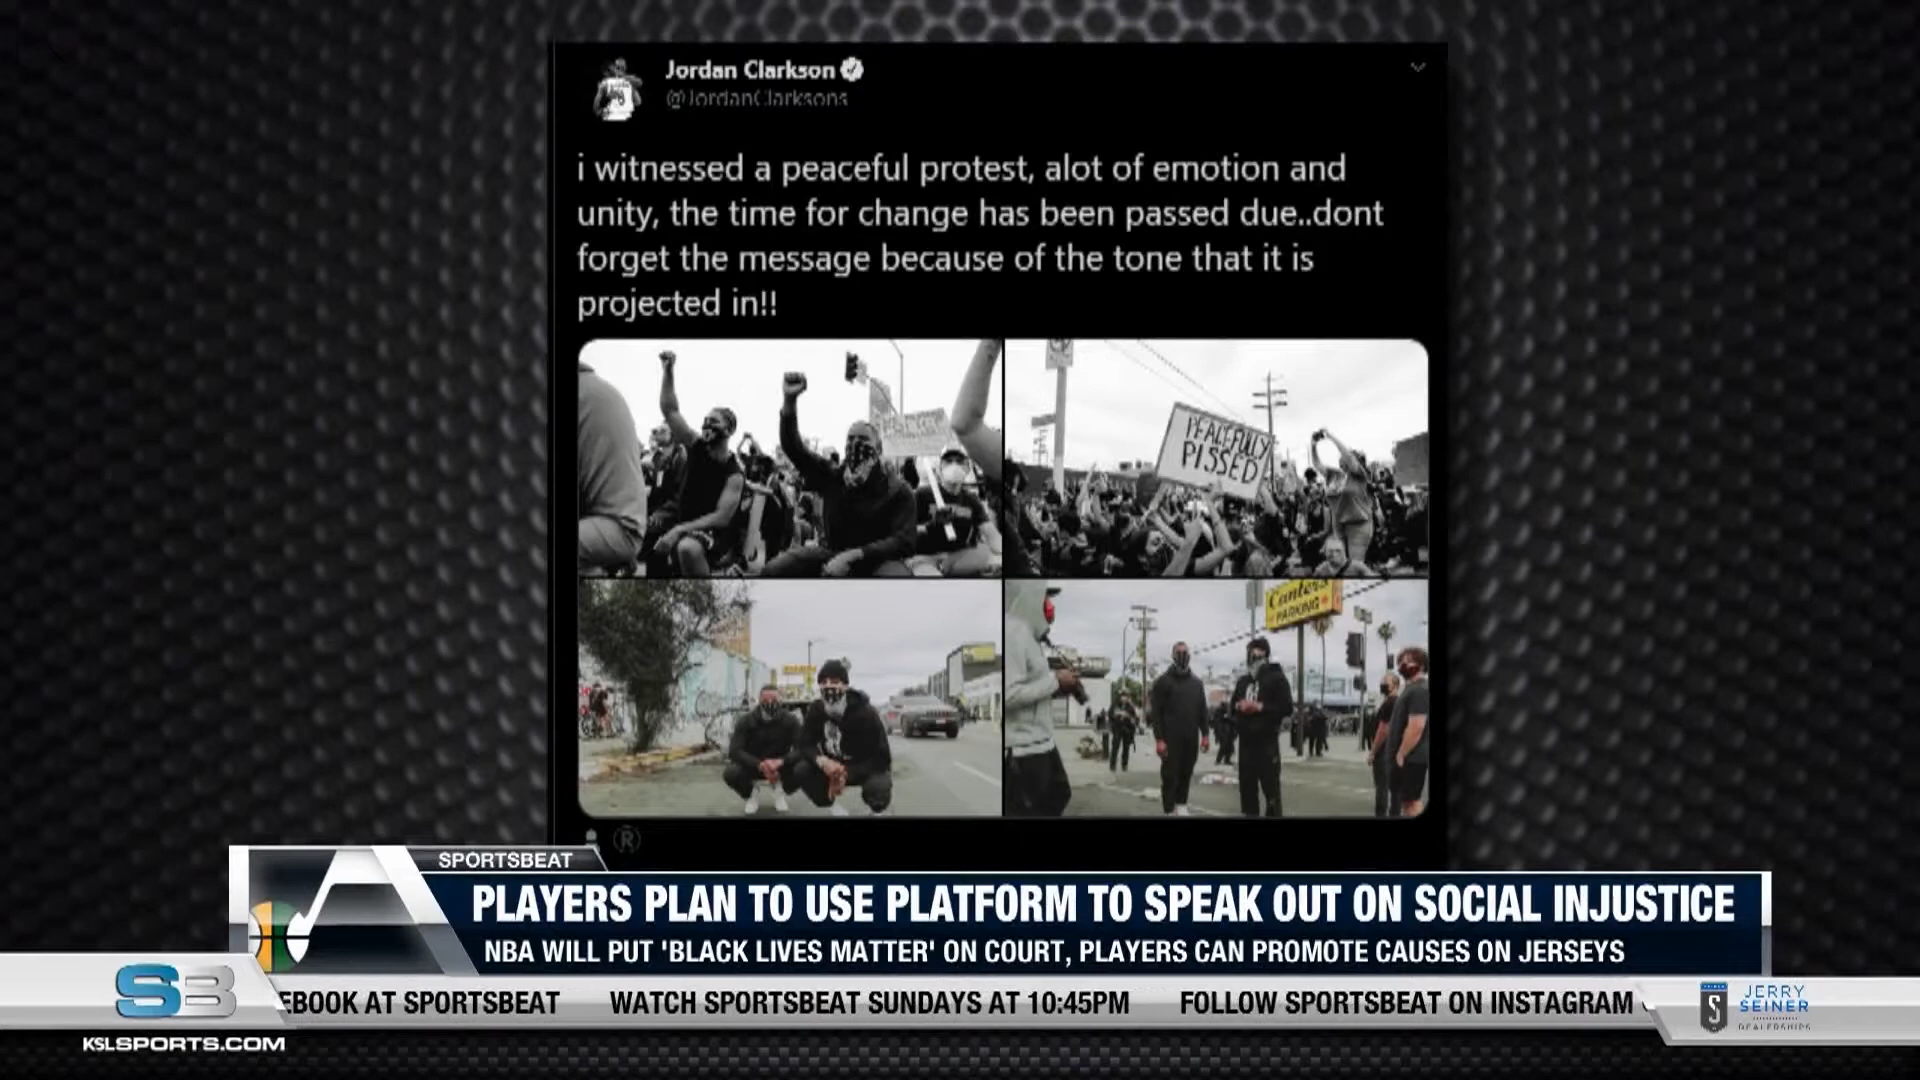 Jordan Clarkson
@JordanClarksons
i witnessed a peaceful protest, alot of emotion and
unity, the time for change has been passed due..dont
forget the message because of the tone that it is
projected in!!
PEACEFULLY
PISSED
Canter's
PARKING
®
SPORTSBEAT
PLAYERS PLAN TO USE PLATFORM TO SPEAK OUT ON SOCIAL INJUSTICE
NBA WILL PUT 'BLACK LIVES MATTER' ON COURT, PLAYERS CAN PROMOTE CAUSES ON JERSEYS
SB
EBOOK AT SPORTSBEAT WATCH SPORTSBEAT SUNDAYS AT 10:45PM FOLLOW SPORTSBEAT ON INSTAGRAM
S JERRY
SEINER
DEALERSHIPS
KSLSPORTS.COM